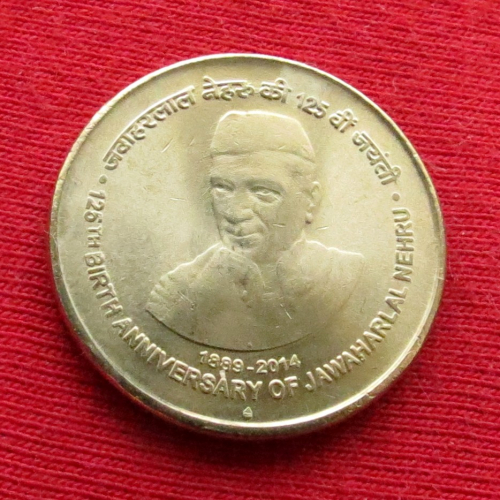 जवाहरलाल नेहरू की 125 वीं जयंती
1889-2014
125TH BIRTH ANNIVERSARY OF JAWAHARLAL NEHRU